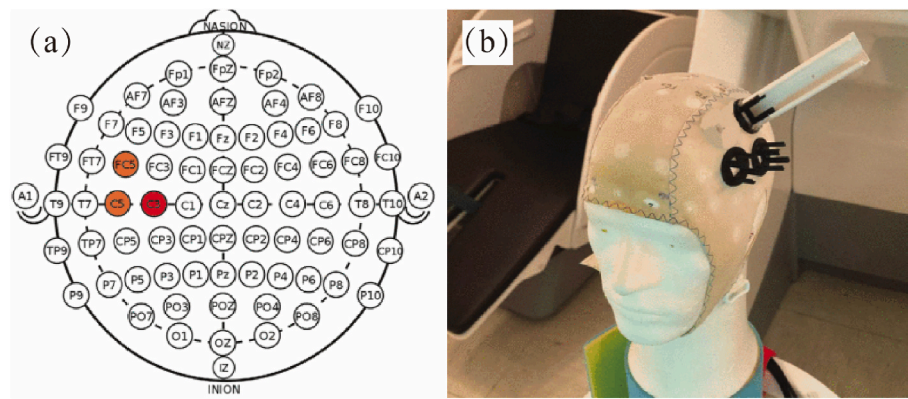 (a)
(b)
NASION
NZ
Fp1 FpZ Fp2
AF7 AF3 AFZ AF4 AF8
F9 F7 F5 F3 F1 Fz F2 F4 F6 F8 F10
FT9 FT7 FC5 FC3 FC1 FCZ FC2 FC4 FC6 FC8 FC10
A1 T9 T7 C5 C1 Cz C2 C4 C6 T8 T10 A2
TP9 TP7 CP5 CP3 CP1 CPZ CP2 CP4 CP6 CP8 CP10
P9 P7 P5 P3 P1 Pz P2 P4 P6 P8 P10
PO7 PO3 POZ PO4 PO8
O1 OZ O2
IZ
INION